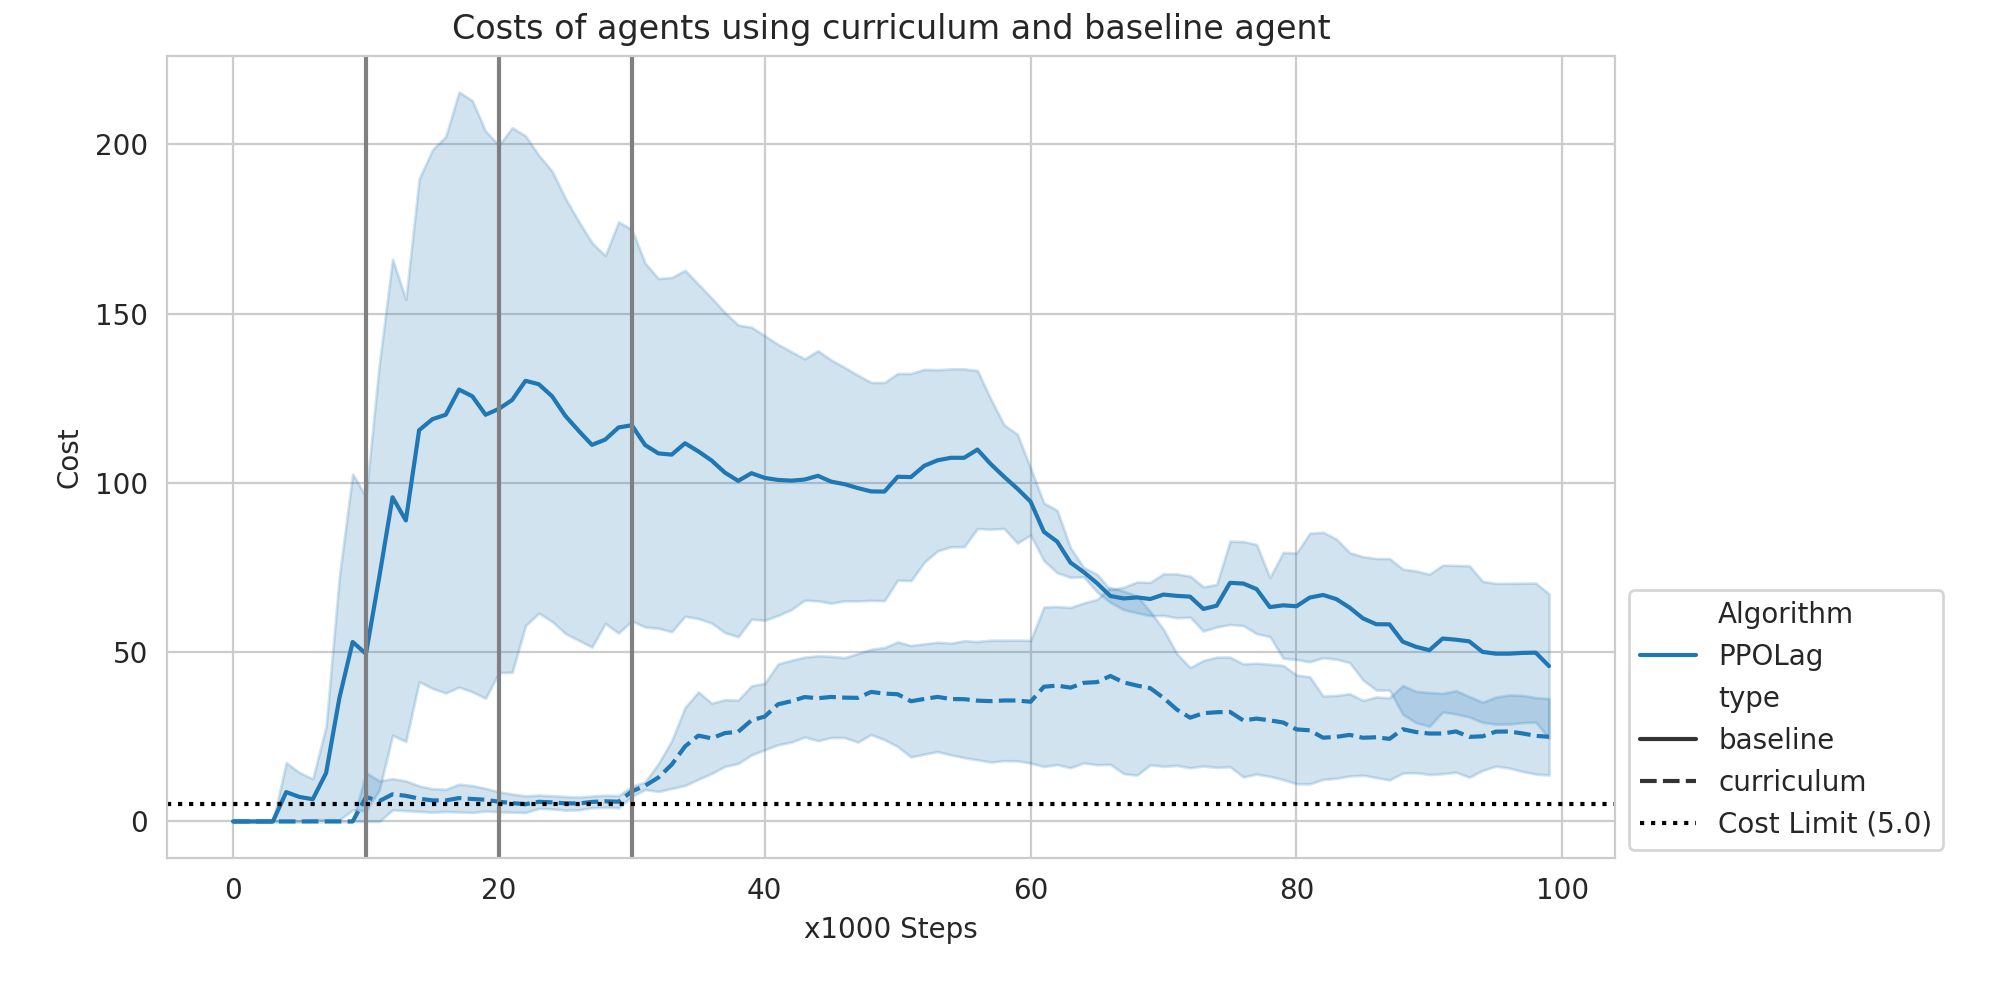 Costs of agents using curriculum and baseline agent
200
150
100
50
0
Cost
0 20 40 60 80 100
x1000 Steps
Algorithm
PPOLag
type
baseline
curriculum
Cost Limit (5.0)